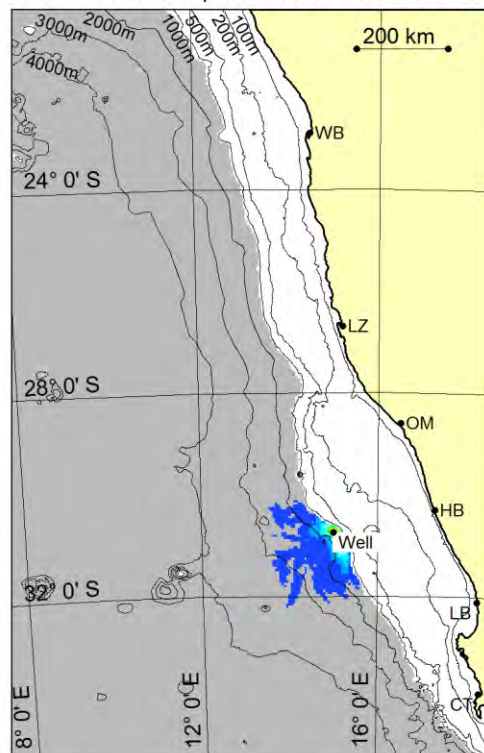 3000m
2000m
1000m
500m
200m
100m
4000m
200 km
WB
24° 0' S
LZ
28° 0' S
OM
HB
Well
32° 0' S
LB
CT
8° 0' E
12° 0' E
16° 0' E